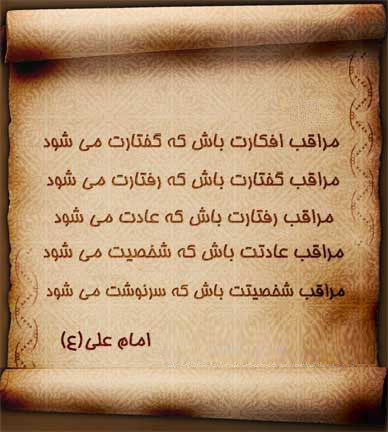 مراقب افکارت باش که گفتارت می شود
مراقب گفتارت باش که رفتارت می شود
مراقب رفتارت باش که عادت می شود
مراقب عادتت باش که شخصیت می شود
مراقب شخصیتت باش که سرنوشت می شود
امام علی(ع)